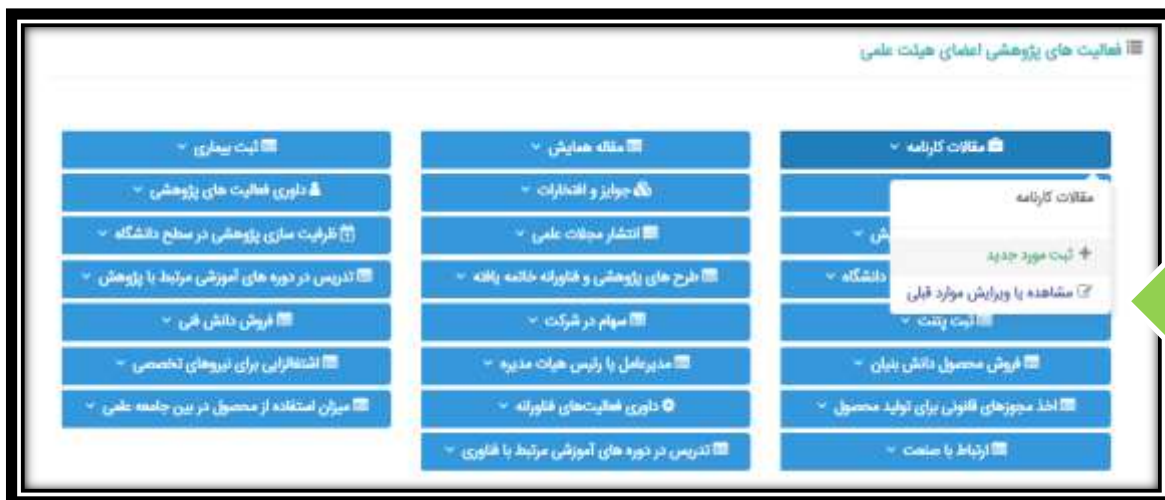 فعالیت های پژوهشی اعضای هیئت علمی
مقالات کارنامه
مقاله همایش
ثبت بیماری
مقالات کارنامه
ثبت مورد جدید
مشاهده یا ویرایش موارد قبلی
جوایز و افتخارات
داوری فعالیت های پژوهشی
انتشار مجلات علمی
ظرفیت سازی پژوهشی در سطح دانشگاه
دانشگاه
طرح های پژوهشی و فناورانه خاتمه یافته
تدریس در دوره های آموزشی مرتبط با پژوهش
ثبت پتنت
سهام در شرکت
فروش دانش فنی
فروش محصول دانش بنیان
مدیرعامل یا رئیس هیات مدیره
اشتغالزایی برای نیروهای تخصصی
اخذ مجوزهای قانونی برای تولید محصول
داوری فعالیت‌های فناورانه
میزان استفاده از محصول در بین جامعه علمی
ارتباط با صنعت
تدریس در دوره های آموزشی مرتبط با فناوری